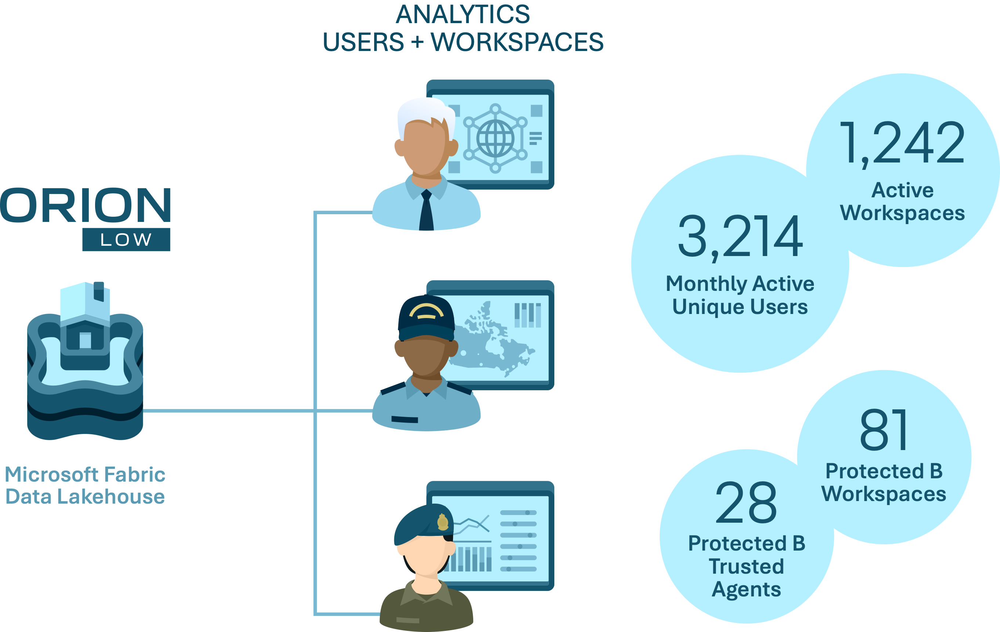 ANALYTICS
USERS + WORKSPACES
ORION
LOW
Microsoft Fabric
Data Lakehouse
1,242
Active
Workspaces
3,214
Monthly Active
Unique Users
81
Protected B
Workspaces
28
Protected B
Trusted
Agents